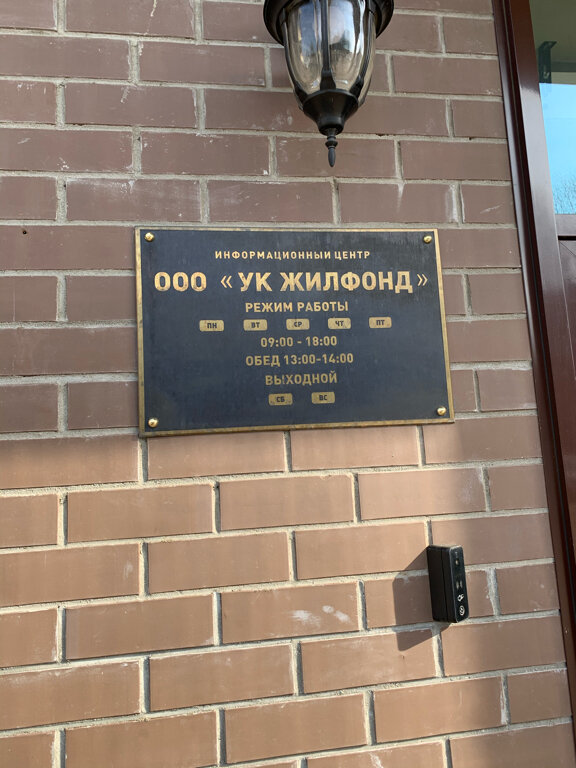 ИНФОРМАЦИОННЫЙ ЦЕНТР
ООО «УК ЖИЛФОНД»
РЕЖИМ РАБОТЫ
ПН ВТ СР ЧТ ПТ
09:00 - 18:00
ОБЕД 13:00-14:00
ВЫХОДНОЙ
СБ ВС